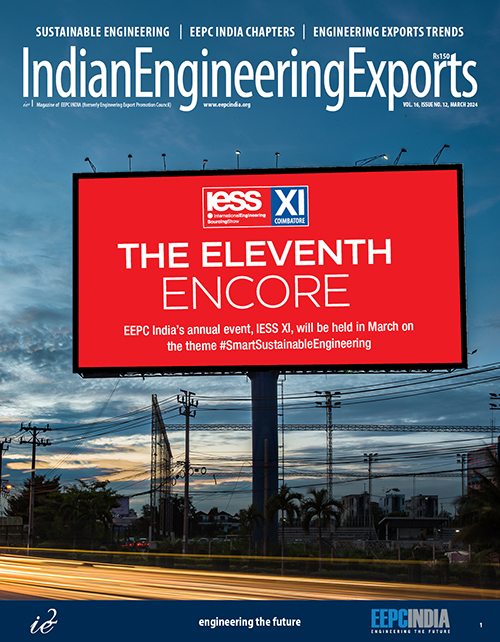 SUSTAINABLE ENGINEERING | EEPC INDIA CHAPTERS | ENGINEERING EXPORTS TRENDS
Rs150
IndianEngineeringExports
Magazine of EEPC INDIA (formerly Engineering Export Promotion Council) www.eepcindia.org VOL. 16, ISSUE NO. 12, MARCH 2024
IESS XI
InternationalEngineering
SourcingShow
COIMBATORE
THE ELEVENTH
ENCORE
EEPC India's annual event, IESS XI, will be held in March on
the theme #SmartSustainableEngineering
engineering the future
EEPCINDIA
ENGINEERING THE FUTURE
1